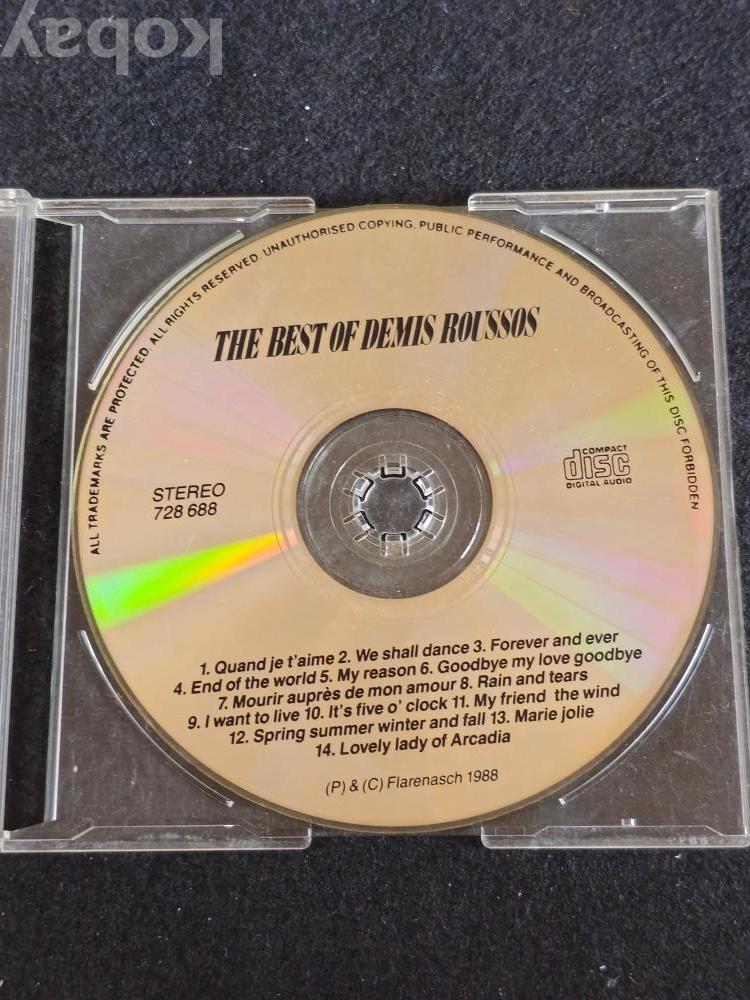 kobay
ALL TRADEMARKS ARE PROTECTED. ALL RIGHTS RESERVED. UNAUTHORISED COPYING, PUBLIC PERFORMANCE AND BROADCASTING OF THIS DISC FORBIDDEN
THE BEST OF DEMIS ROUSSOS
COMPACT
disc
DIGITAL AUDIO
STEREO
728 688
1. Quand je t'aime 2. We shall dance 3. Forever and ever
4. End of the world 5. My reason 6. Goodbye my love goodbye
7. Mourir auprès de mon amour 8. Rain and tears
9. I want to live 10. It's five o' clock 11. My friend the wind
12. Spring summer winter and fall 13. Marie jolie
14. Lovely lady of Arcadia
(P) & (C) Flarenasch 1988